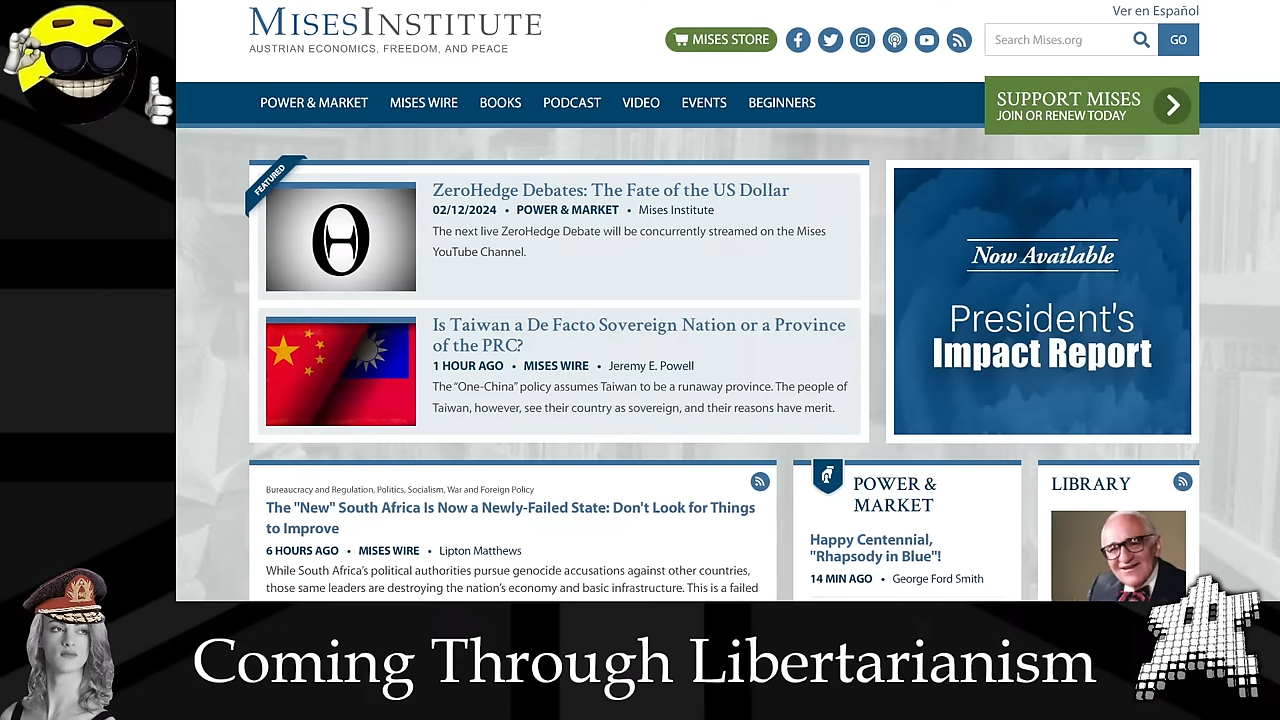 MISESINSTITUTE
AUSTRIAN ECONOMICS, FREEDOM, AND PEACE
Ver en Español
MISES STORE
Search Mises.org
GO
POWER & MARKET
MISES WIRE
BOOKS
PODCAST
VIDEO
EVENTS
BEGINNERS
SUPPORT MISES
JOIN OR RENEW TODAY
FEATURED
ZeroHedge Debates: The Fate of the US Dollar
02/12/2024 • POWER & MARKET • Mises Institute
The next live ZeroHedge Debate will be concurrently streamed on the Mises
YouTube Channel.
Is Taiwan a De Facto Sovereign Nation or a Province
of the PRC?
1 HOUR AGO • MISES WIRE • Jeremy E. Powell
The “One-China” policy assumes Taiwan to be a runaway province. The people of
Taiwan, however, see their country as sovereign, and their reasons have merit.
Now Available
President's
Impact Report
Bureaucracy and Regulation, Politics, Socialism, War and Foreign Policy
The "New" South Africa Is Now a Newly-Failed State: Don't Look for Things
to Improve
6 HOURS AGO • MISES WIRE • Lipton Matthews
While South Africa's political authorities pursue genocide accusations against other countries,
those same leaders are destroying the nation's economy and basic infrastructure. This is a failed
POWER &
MARKET
Happy Centennial,
"Rhapsody in Blue"!
14 MIN AGO • George Ford Smith
LIBRARY
Coming Through Libertarianism